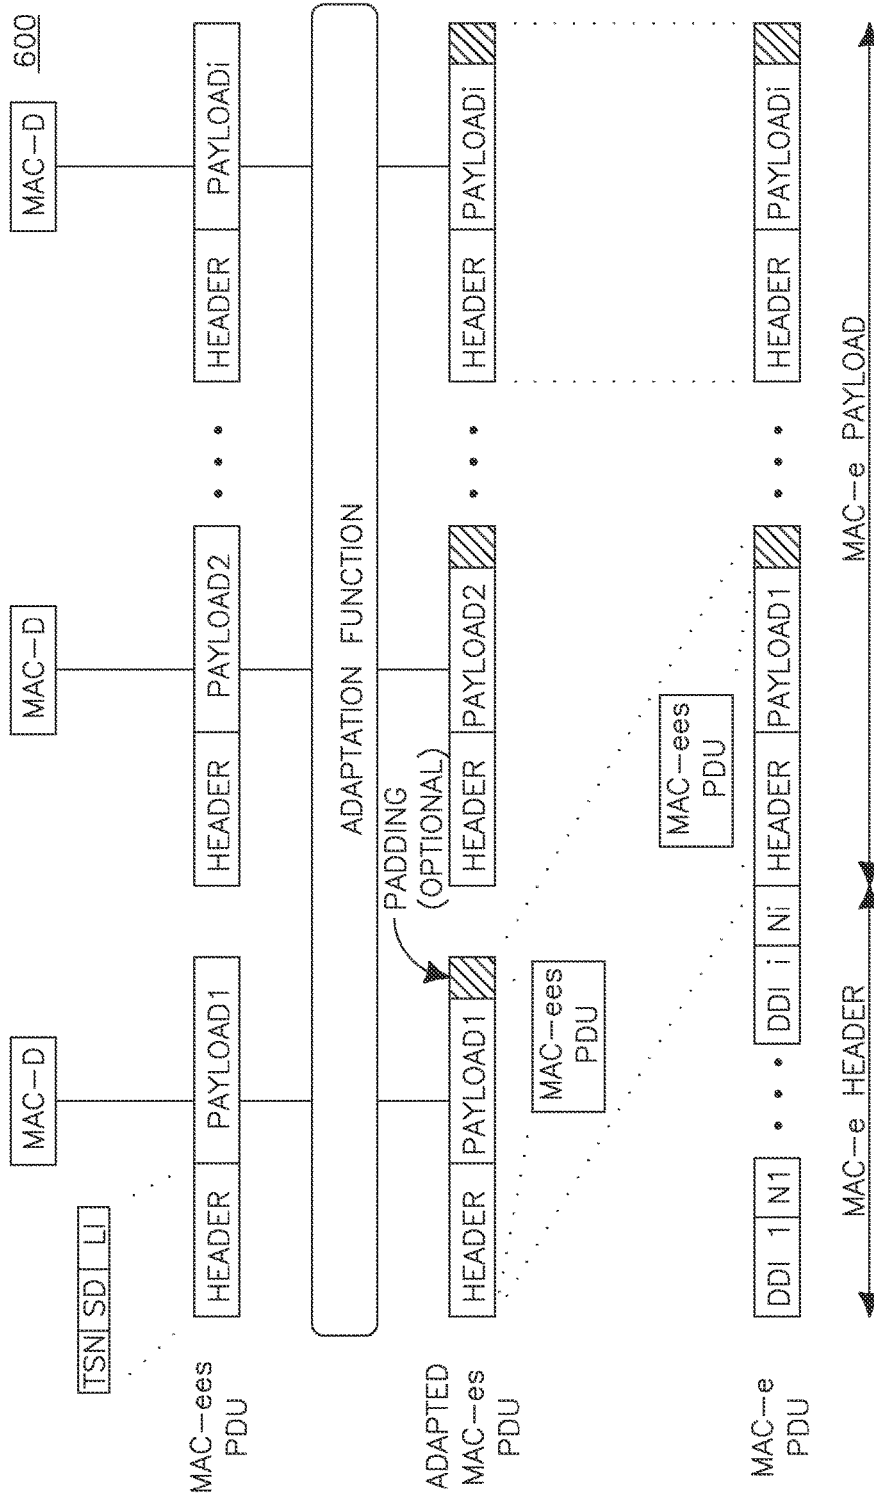 600
MAC-D
MAC-D
MAC-D
TSN SD LI
MAC-ees
PDU
HEADER PAYLOAD1
HEADER PAYLOAD2
HEADER PAYLOADi
ADAPTATION FUNCTION
PADDING
(OPTIONAL)
ADAPTED
MAC-es
PDU
HEADER PAYLOAD1
HEADER PAYLOAD2
HEADER PAYLOADi
MAC-ees
PDU
MAC-ees
PDU
MAC-e
PDU
DDI 1 N1
DDI i Ni HEADER PAYLOAD1
HEADER PAYLOADi
MAC-e HEADER
MAC-e PAYLOAD